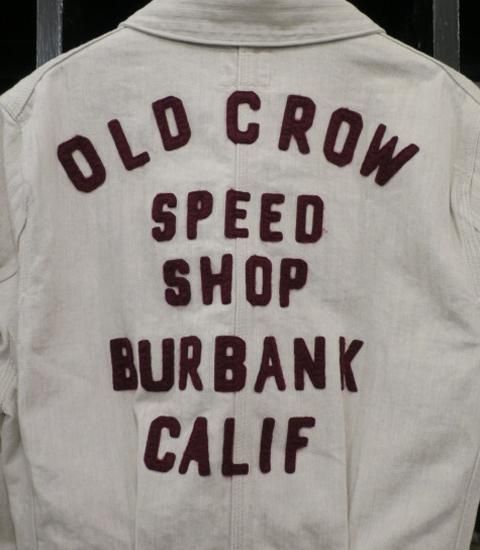 OLD CROW
SPEED
SHOP
BURBANK
CALIF